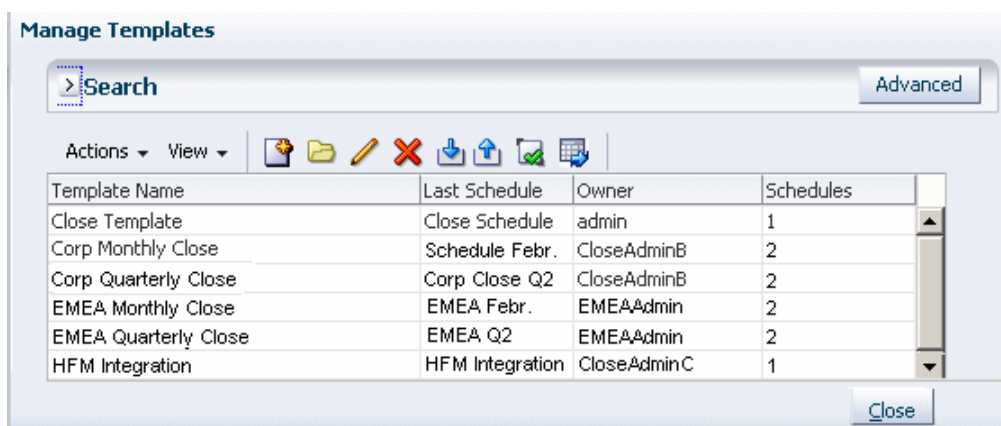 Manage Templates
> Search Advanced
Actions View
Template Name Last Schedule Owner Schedules
Close Template Close Schedule admin 1
Corp Monthly Close Schedule Febr. CloseAdminB 2
Corp Quarterly Close Corp Close Q2 CloseAdminB 2
EMEA Monthly Close EMEA Febr. EMEAAdmin 2
EMEA Quarterly Close EMEA Q2 EMEAAdmin 2
HFM Integration HFM Integration CloseAdminC 1
Close